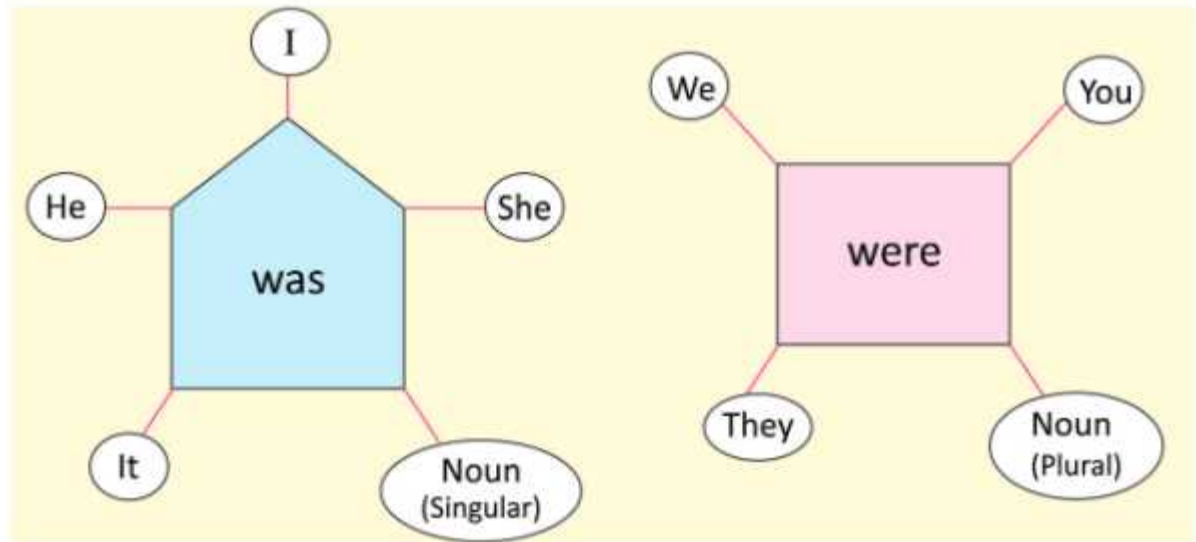 I
He
She
was
It
Noun
(Singular)
We
You
were
They
Noun
(Plural)